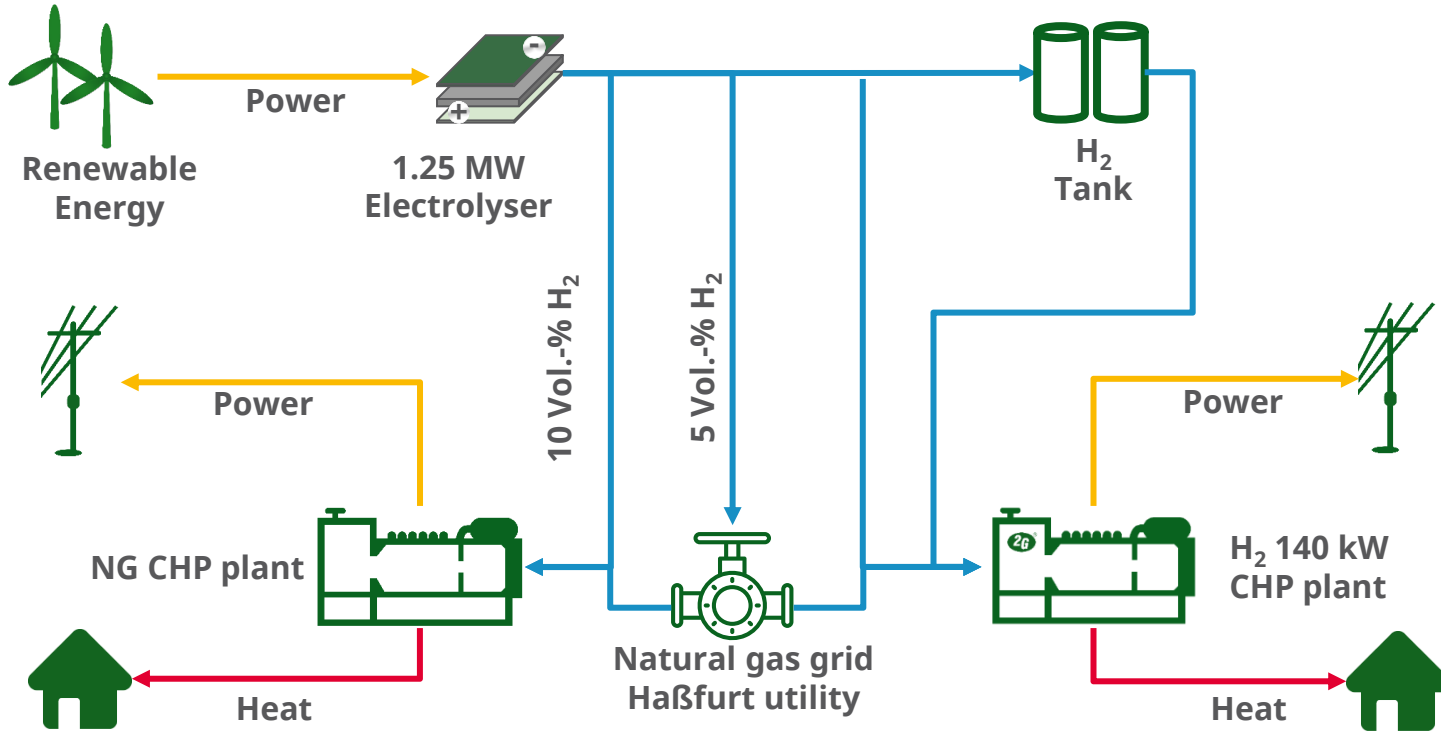 Power
Renewable
Energy
-
+
1.25 MW
Electrolyser
H₂
Tank
10 Vol.-% H₂
5 Vol.-% H₂
Power
Power
NG CHP plant
2G
H₂ 140 kW
CHP plant
Natural gas grid
Haßfurt utility
Heat
Heat